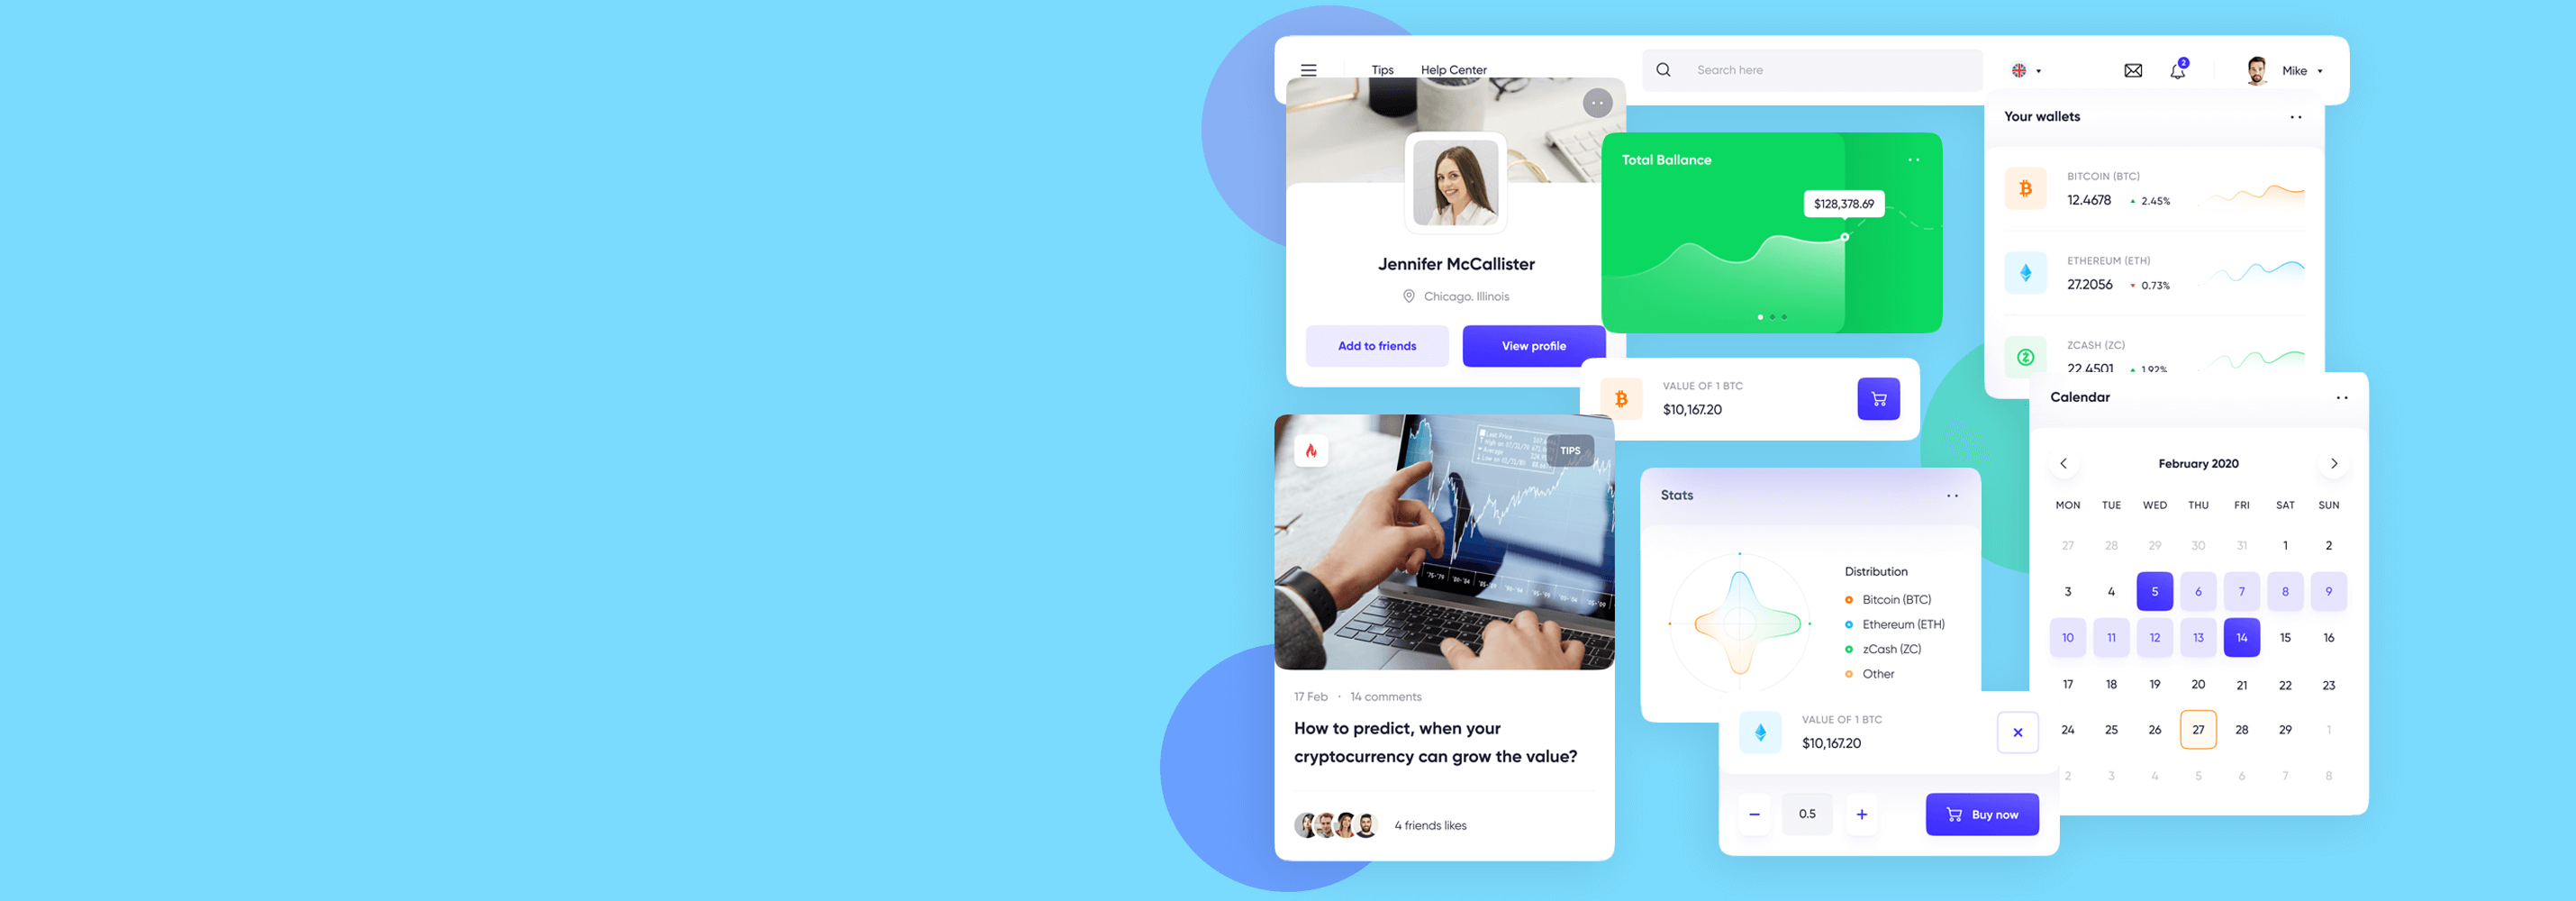 Tips
Help Center
Search here
2
Mike
Jennifer McCallister
Chicago. Illinois
Add to friends
View profile
Total Ballance
$128,378.69
Your wallets
BITCOIN (BTC)
12.4678 2.45%
ETHEREUM (ETH)
27.2056 0.73%
ZCASH (ZC)
22.4501 1.92%
VALUE OF 1 BTC
$10,167.20
TIPS
17 Feb · 14 comments
How to predict, when your
cryptocurrency can grow the value?
4 friends likes
Stats
Distribution
Bitcoin (BTC)
Ethereum (ETH)
zCash (ZC)
Other
VALUE OF 1 BTC
$10,167.20
0.5
Buy now
Calendar
February 2020
MON TUE WED THU FRI SAT SUN
27 28 29 30 31 1 2
3 4 5 6 7 8 9
10 11 12 13 14 15 16
17 18 19 20 21 22 23
24 25 26 27 28 29 1
2 3 4 5 6 7 8